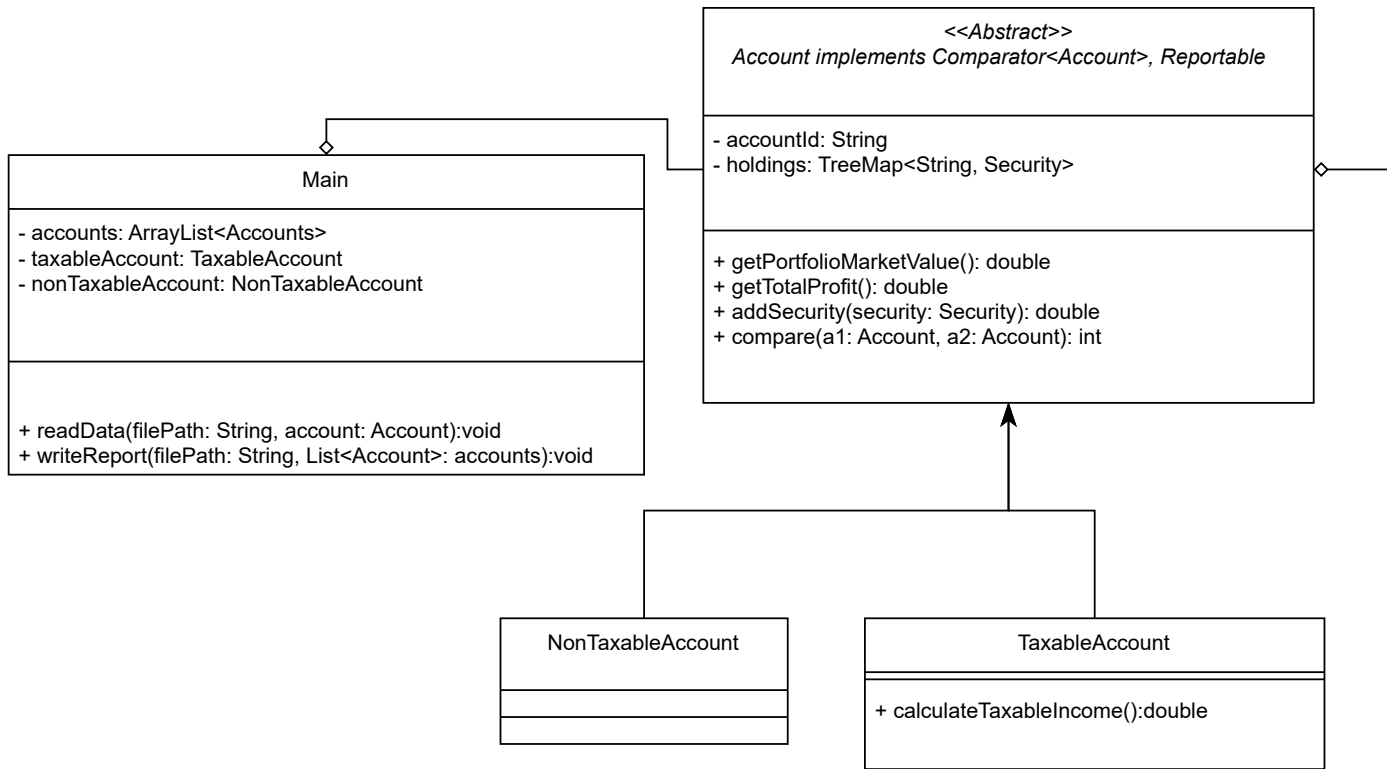 <<Abstract>>
Account implements Comparator<Account>, Reportable
- accountId: String
- holdings: TreeMap<String, Security>
+ getPortfolioMarketValue(): double
+ getTotalProfit(): double
+ addSecurity(security: Security): double
+ compare(a1: Account, a2: Account): int
Main
- accounts: ArrayList<Accounts>
- taxableAccount: TaxableAccount
- nonTaxableAccount: NonTaxableAccount
+ readData(filePath: String, account: Account):void
+ writeReport(filePath: String, List<Account>: accounts):void
NonTaxableAccount
TaxableAccount
+ calculateTaxableIncome():double